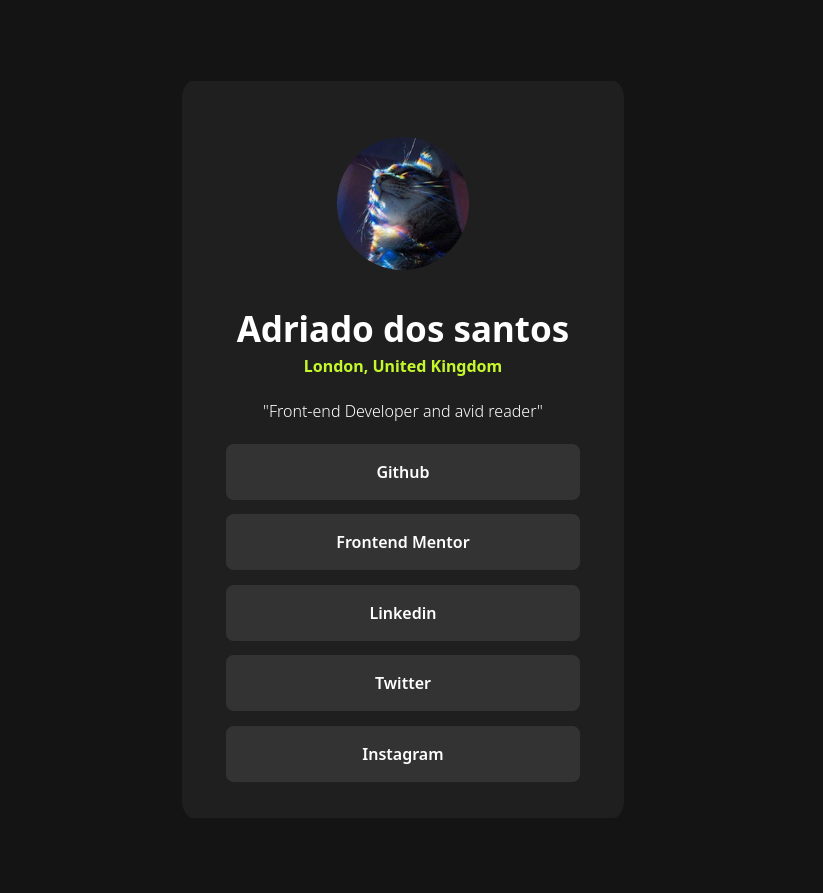 Adriado dos santos
London, United Kingdom
"Front-end Developer and avid reader"
Github
Frontend Mentor
Linkedin
Twitter
Instagram